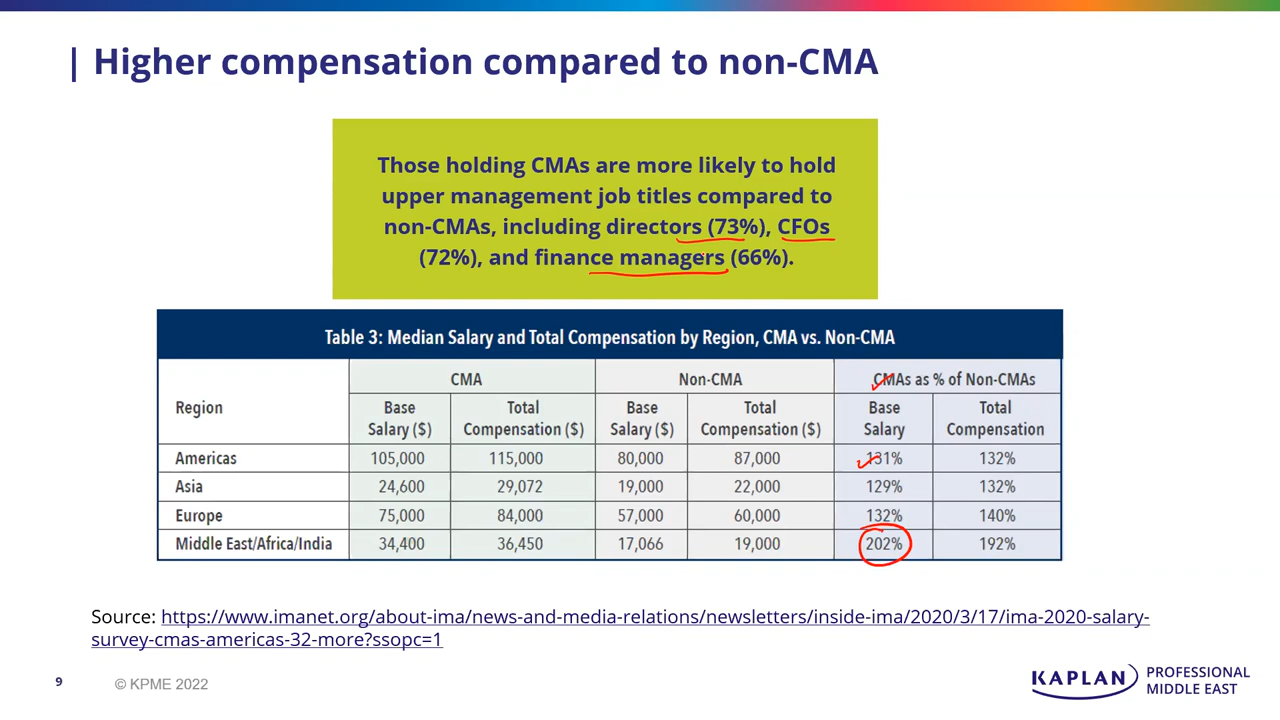 | Higher compensation compared to non-CMA
Those holding CMAs are more likely to hold
upper management job titles compared to
non-CMAs, including directors (73%), CFOs
(72%), and finance managers (66%).
Table 3: Median Salary and Total Compensation by Region, CMA vs. Non-CMA
Region CMA Non-CMA CMAs as % of Non-CMAs
Base Salary ($) Total Compensation ($) Base Salary ($) Total Compensation ($) Base Salary Total Compensation
Americas 105,000 115,000 80,000 87,000 131% 132%
Asia 24,600 29,072 19,000 22,000 129% 132%
Europe 75,000 84,000 57,000 60,000 132% 140%
Middle East/Africa/India 34,400 36,450 17,066 19,000 202% 192%
Source: https://www.imanet.org/about-ima/news-and-media-relations/newsletters/inside-ima/2020/3/17/ima-2020-salary-
survey-cmas-americas-32-more?ssopc=1
9 © KPME 2022
KAPLAN PROFESSIONAL
MIDDLE EAST